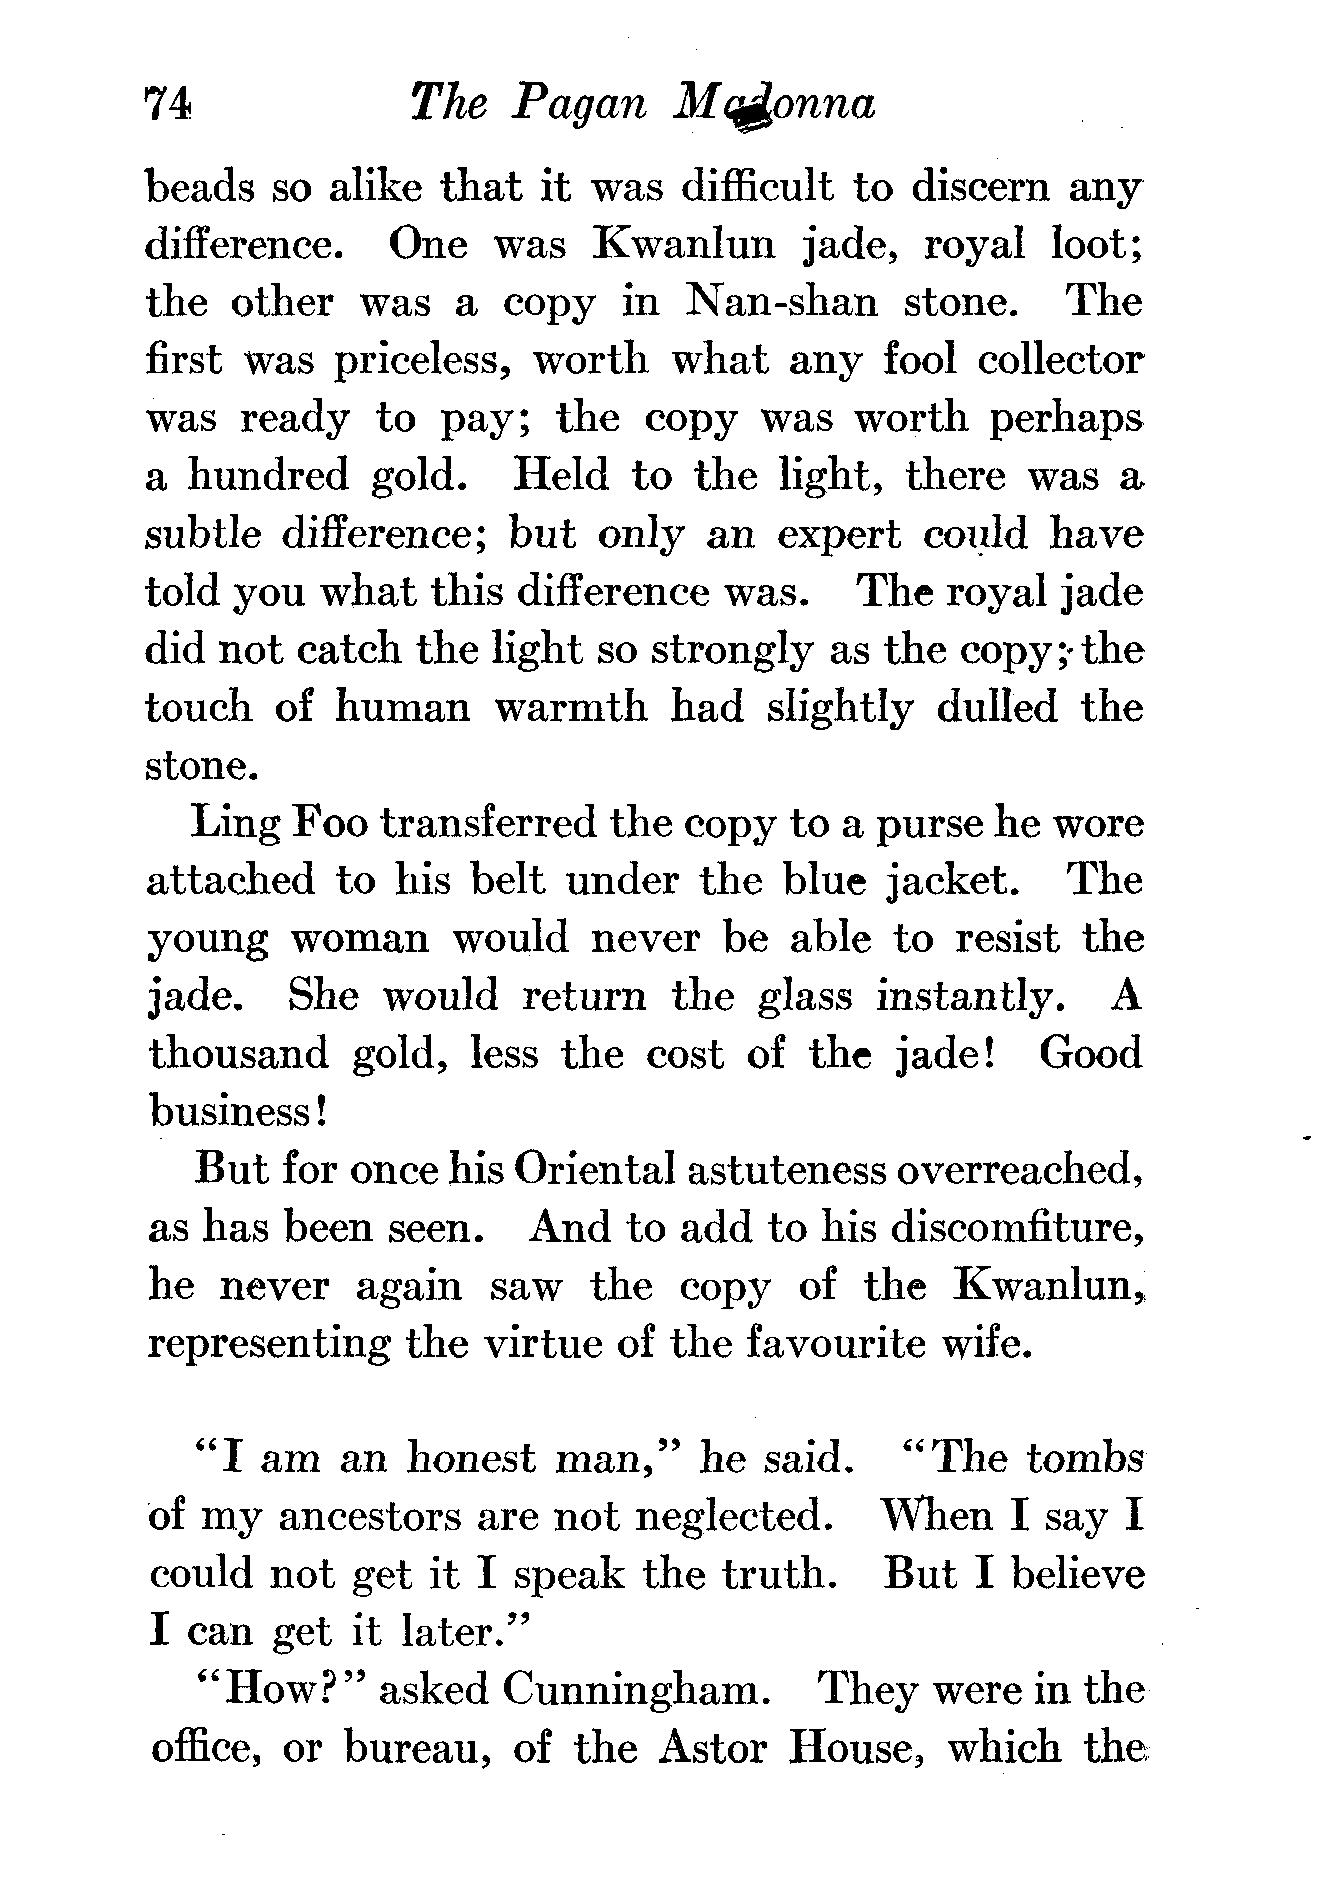 74 The Pagan Madonna
beads so alike that it was difficult to discern any
difference. One was Kwanlun jade, royal loot;
the other was a copy in Nan-shan stone. The
first was priceless, worth what any fool collector
was ready to pay; the copy was worth perhaps
a hundred gold. Held to the light, there was a
subtle difference; but only an expert could have
told you what this difference was. The royal jade
did not catch the light so strongly as the copy; the
touch of human warmth had slightly dulled the
stone.
Ling Foo transferred the copy to a purse he wore
attached to his belt under the blue jacket. The
young woman would never be able to resist the
jade. She would return the glass instantly. A
thousand gold, less the cost of the jade! Good
business!
But for once his Oriental astuteness overreached,
as has been seen. And to add to his discomfiture,
he never again saw the copy of the Kwanlun,
representing the virtue of the favourite wife.
“I am an honest man,” he said. “The tombs
of my ancestors are not neglected. When I say I
could not get it I speak the truth. But I believe
I can get it later.”
“How?” asked Cunningham. They were in the
office, or bureau, of the Astor House, which the